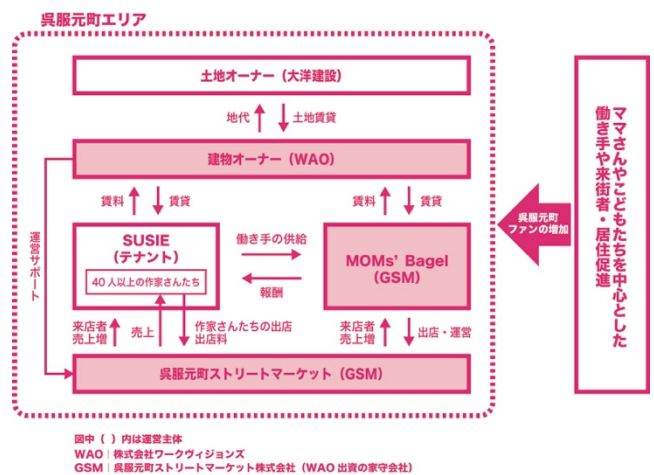 呉服元町エリア
土地オーナー（大洋建設）
地代
土地賃貸
建物オーナー（WAO）
賃料
賃貸
賃料
賃貸
運営サポート
SUSIE
（テナント）
40人以上の作家さんたち
働き手の供給
報酬
MOMs' Bagel
（GSM）
来店者
売上増
売上
作家さんたちの出店
出店料
来店者
売上増
出店・運営
呉服元町ストリートマーケット（GSM）
呉服元町
ファンの増加
ママさんやこどもたちを中心とした
働き手や来街者・居住促進
図中（ ）内は運営主体
WAO｜株式会社ワークヴィジョンズ
GSM｜呉服元町ストリートマーケット株式会社（WAO出資の家守会社）